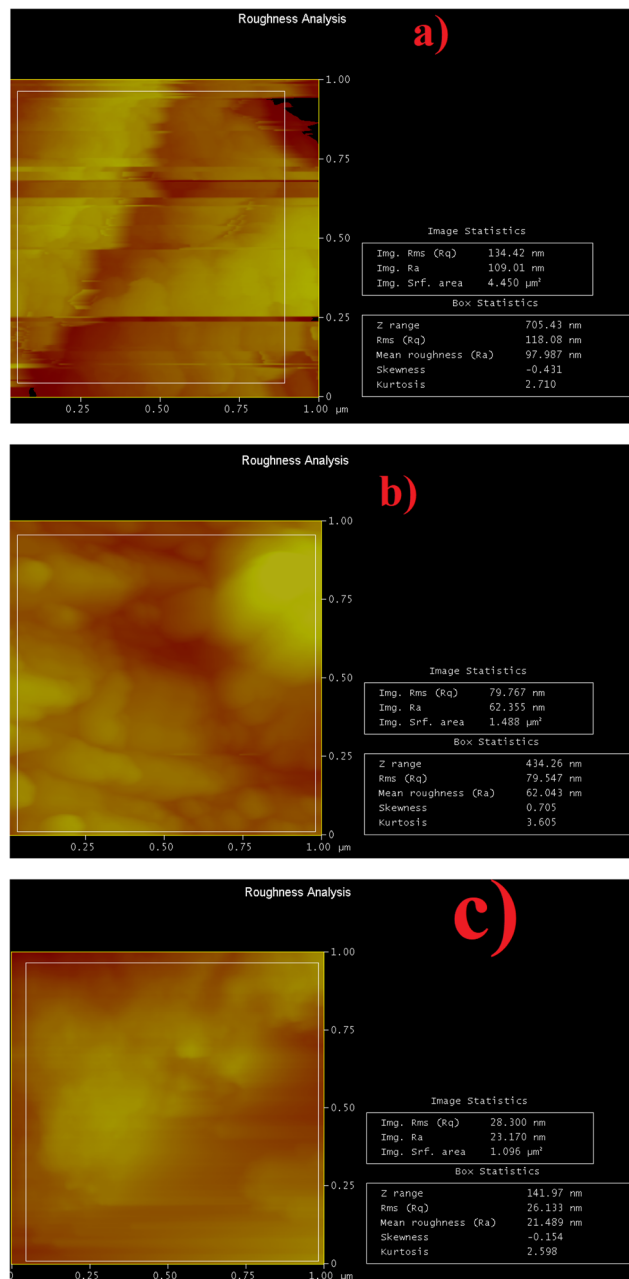 Roughness Analysis
a)
1.00
0.75
0.50
0.25
0
0.25 0.50 0.75 1.00 µm
Image Statistics
Img. Rms (Rq) 134.42 nm
Img. Ra 109.01 nm
Img. Srf. area 4.450 µm²
Box Statistics
Z range 705.43 nm
Rms (Rq) 118.08 nm
Mean roughness (Ra) 97.987 nm
Skewness -0.431
Kurtosis 2.710
Roughness Analysis
b)
1.00
0.75
0.50
0.25
0
0.25 0.50 0.75 1.00 µm
Image Statistics
Img. Rms (Rq) 79.767 nm
Img. Ra 62.355 nm
Img. Srf. area 1.488 µm²
Box Statistics
Z range 434.26 nm
Rms (Rq) 79.547 nm
Mean roughness (Ra) 62.043 nm
Skewness 0.705
Kurtosis 3.605
Roughness Analysis
c)
1.00
0.75
0.50
0.25
0
0 0.25 0.50 0.75 1.00 µm
Image Statistics
Img. Rms (Rq) 28.300 nm
Img. Ra 23.170 nm
Img. Srf. area 1.096 µm²
Box Statistics
Z range 141.97 nm
Rms (Rq) 26.133 nm
Mean roughness (Ra) 21.489 nm
Skewness -0.154
Kurtosis 2.598